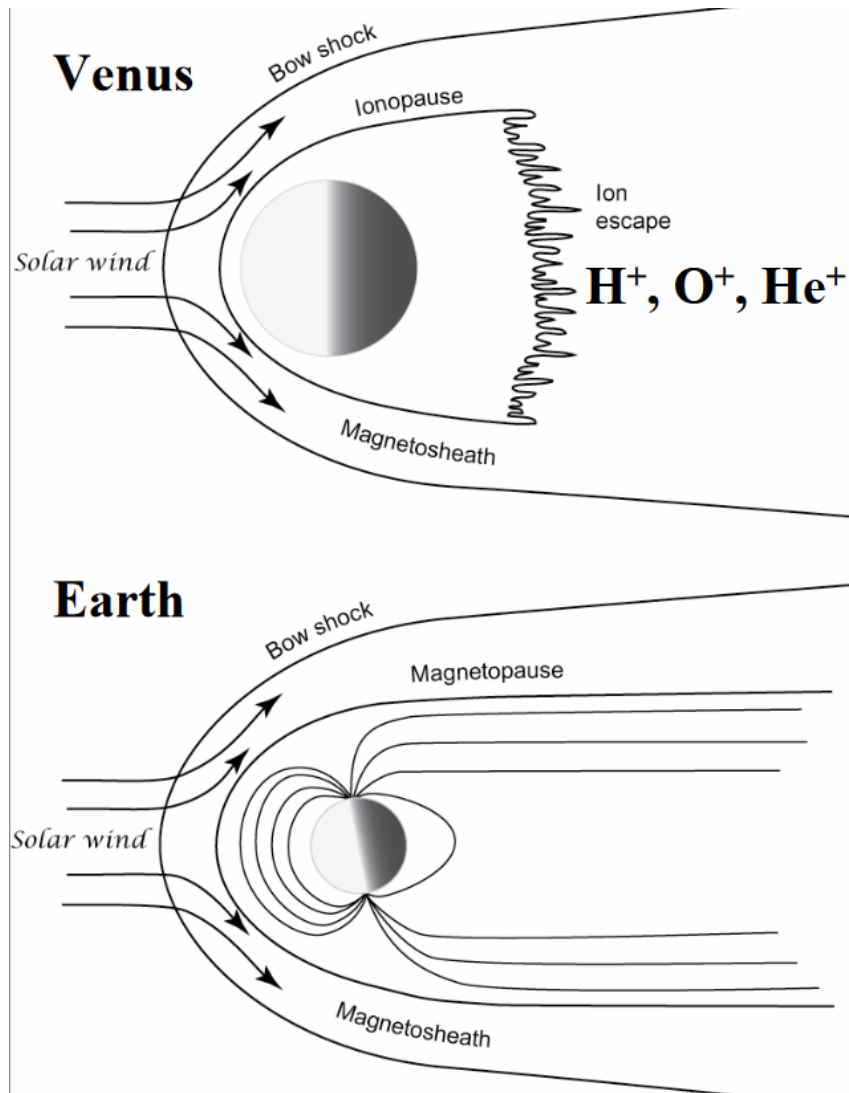 Venus
Bow shock
Ionopause
Ion
escape
Solar wind
H⁺, O⁺, He⁺
Magnetosheath
Earth
Bow shock
Magnetopause
Solar wind
Magnetosheath